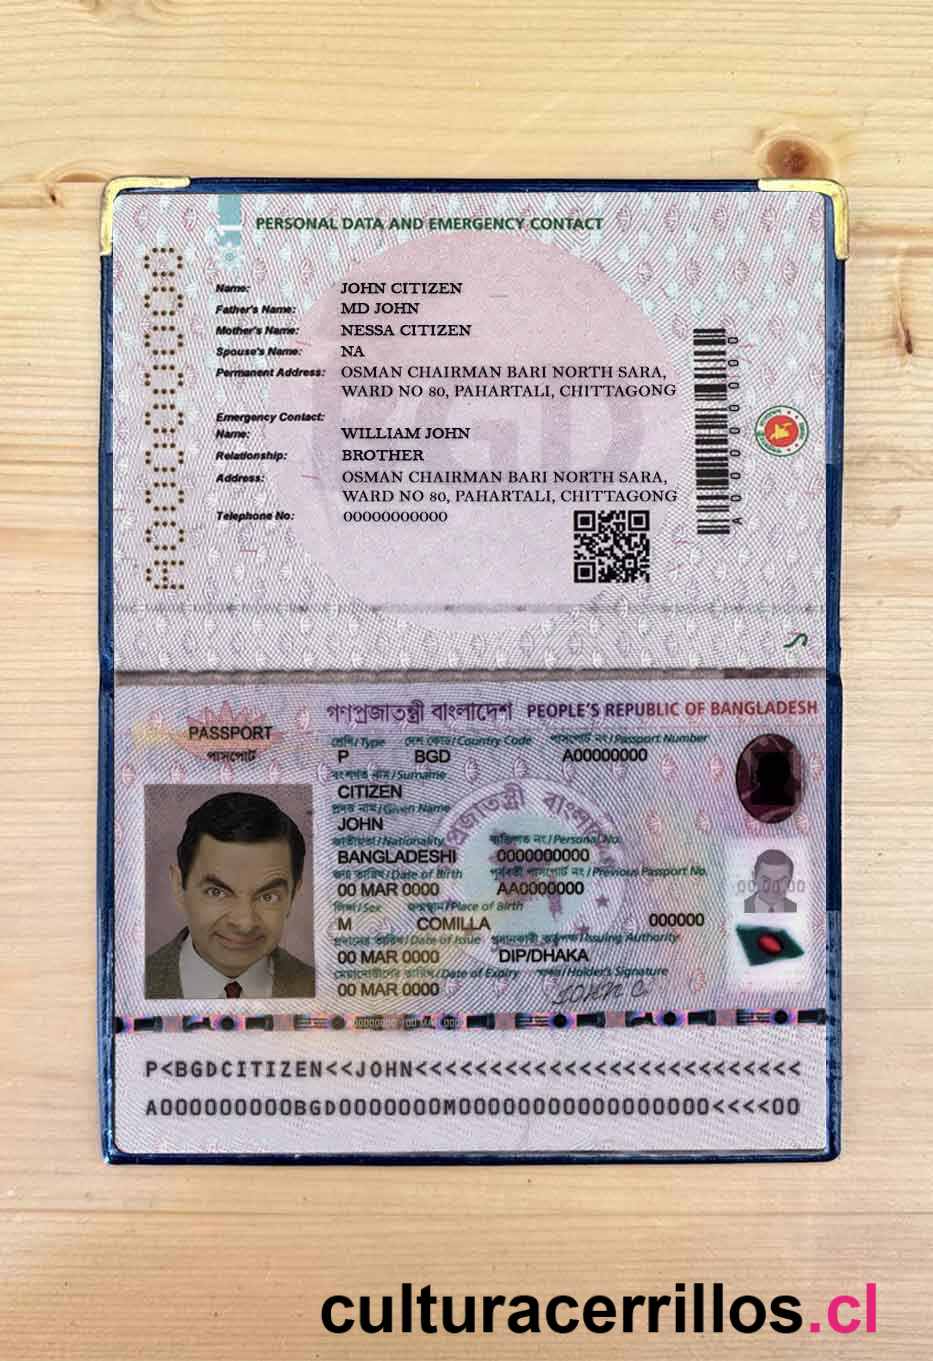 PERSONAL DATA AND EMERGENCY CONTACT
Name: JOHN CITIZEN
Father's Name: MD JOHN
Mother's Name: NESSA CITIZEN
Spouse's Name: NA
Permanent Address: OSMAN CHAIRMAN BARI NORTH SARA,
WARD NO 80, PAHARTALI, CHITTAGONG
Emergency Contact:
Name: WILLIAM JOHN
Relationship: BROTHER
Address: OSMAN CHAIRMAN BARI NORTH SARA,
WARD NO 80, PAHARTALI, CHITTAGONG
Telephone No: 00000000000
A00000000
A00000000
BGD
গণপ্রজাতন্ত্রী বাংলাদেশ PEOPLE'S REPUBLIC OF BANGLADESH
PASSPORT
পাসপোর্ট
শ্রেণি/Type দেশ কোড/Country Code পাসপোর্ট নং/Passport Number
P BGD A00000000
বংশগত নাম/Surname
CITIZEN
প্রদত্ত নাম/Given Name
JOHN
জাতীয়তা/Nationality ব্যক্তিগত নং/Personal No.
BANGLADESHI 0000000000
জন্ম তারিখ/Date of Birth পূর্ববর্তী পাসপোর্ট নং/Previous Passport No.
00 MAR 0000 AA0000000
লিঙ্গ/Sex জন্মস্থান/Place of Birth
M COMILLA 000000
প্রদানের তারিখ/Date of Issue প্রদানকারী কর্তৃপক্ষ/Issuing Authority
00 MAR 0000 DIP/DHAKA
মেয়াদোত্তীর্ণের তারিখ/Date of Expiry স্বাক্ষর/Holder's Signature
00 MAR 0000 JOHN C
P<BGDCITIZEN<<JOHN<<<<<<<<<<<<<<<<<<<<<<<<<<
A000000000BGD0000000M00000000000000000<<<<00
culturacerrillos.cl